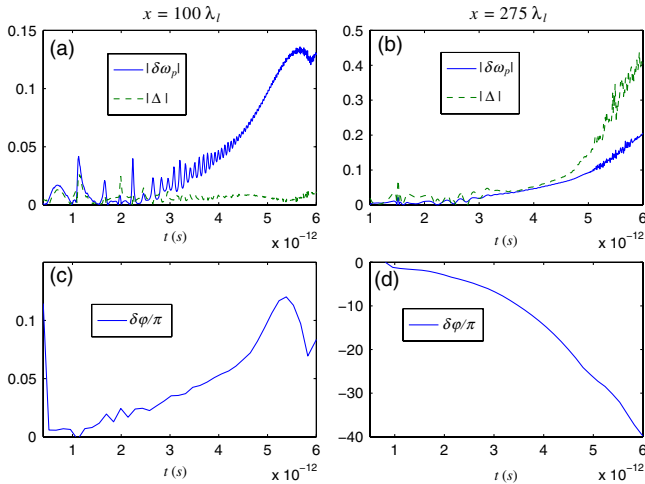 x = 100 λl
x = 275 λl
(a)
|δωp|
|Δ|
0.15
0.1
0.05
0
1 2 3 4 5 6
t (s)
x 10−12
(b)
|δωp|
|Δ|
0.5
0.4
0.3
0.2
0.1
0
1 2 3 4 5 6
t (s)
x 10−12
(c)
δφ/π
0.1
0.05
0
1 2 3 4 5 6
t (s)
x 10−12
(d)
δφ/π
0
−10
−20
−30
−40
1 2 3 4 5 6
t (s)
x 10−12